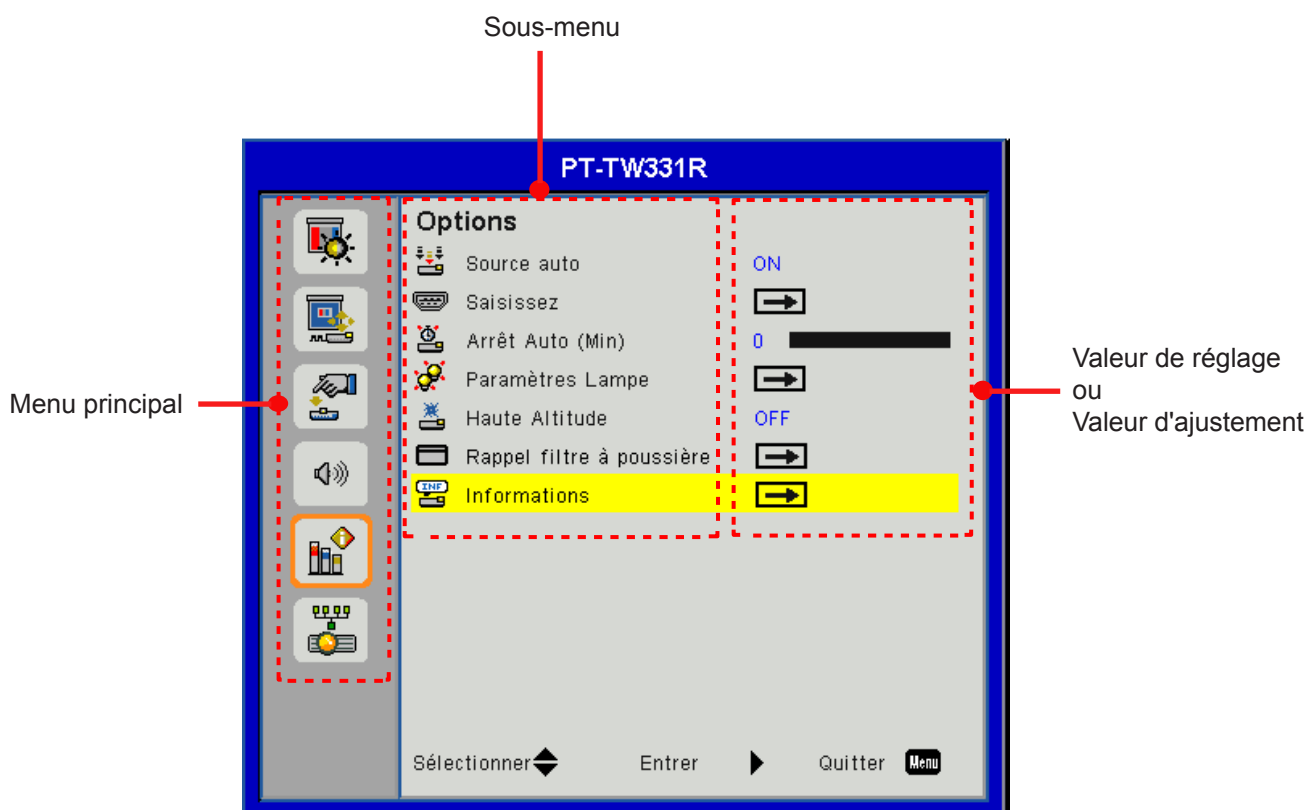 Sous-menu
PT-TW331R
Options
Source auto ON
Saisissez
Arrêt Auto (Min) 0
Paramètres Lampe
Haute Altitude OFF
Rappel filtre à poussière
INF Informations
Menu principal
Valeur de réglage
ou
Valeur d'ajustement
Sélectionner Entrer Quitter Menu